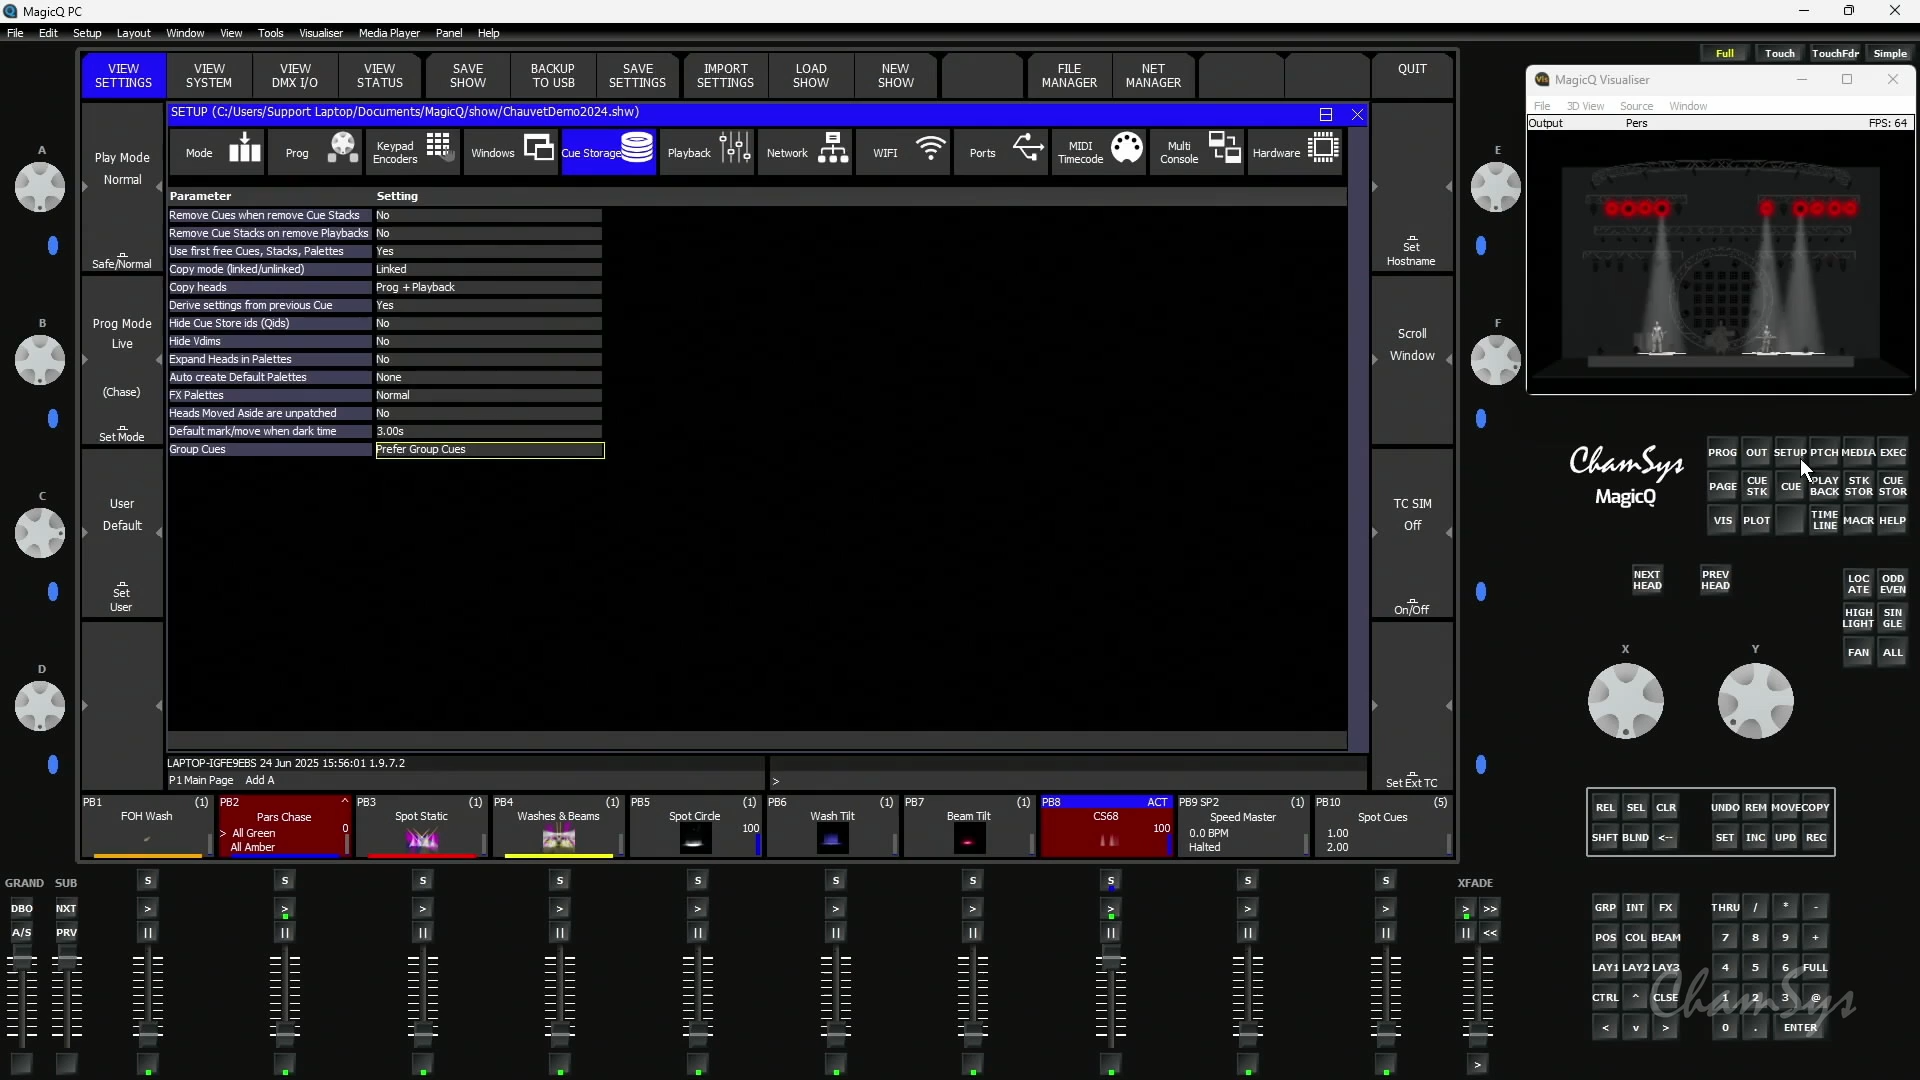 MagicQ PC
File Edit Setup Layout Window View Tools Visualiser Media Player Panel Help
Full Touch TouchFdr Simple
VIEW SETTINGS
VIEW SYSTEM
VIEW DMX I/O
VIEW STATUS
SAVE SHOW
BACKUP TO USB
SAVE SETTINGS
IMPORT SETTINGS
LOAD SHOW
NEW SHOW
FILE MANAGER
NET MANAGER
QUIT
SETUP (C:/Users/Support Laptop/Documents/MagicQ/show/ChauvetDemo2024.shw)
Mode
Prog
Keypad Encoders
Windows
Cue Storage
Playback
Network
WIFI
Ports
MIDI Timecode
Multi Console
Hardware
Parameter Setting
Remove Cues when remove Cue Stacks No
Remove Cue Stacks on remove Playbacks No
Use first free Cues, Stacks, Palettes Yes
Copy mode (linked/unlinked) Linked
Copy heads Prog + Playback
Derive settings from previous Cue Yes
Hide Cue Store ids (Qids) No
Hide Vdims No
Expand Heads in Palettes No
Auto create Default Palettes None
FX Palettes Normal
Heads Moved Aside are unpatched No
Default mark/move when dark time 3.00s
Group Cues Prefer Group Cues
A
B
C
D
Play Mode
Normal
Safe/Normal
Prog Mode
Live
(Chase)
Set Mode
User
Default
Set
User
Set
Hostname
Scroll
Window
TC SIM
Off
On/Off
Set Ext TC
E
F
LAPTOP-IGFE9EBS 24 Jun 2025 15:56:01 1.9.7.2
P1 Main Page Add A
>
PB1 (1)
FOH Wash
PB2 ^
Pars Chase
> All Green 0
All Amber
PB3 (1)
Spot Static
PB4 (1)
Washes & Beams
PB5 (1)
Spot Circle
100
PB6 (1)
Wash Tilt
PB7 (1)
Beam Tilt
PB8 ACT
CS68
100
PB9 SP2 (1)
Speed Master
0.0 BPM
Halted
PB10 (5)
Spot Cues
1.00
2.00
GRAND SUB
DBO NXT
A/S PRV
S S S S S S S S S S
> > > > > > > > > >
XFADE
> >>
<<
>
MagicQ Visualiser
File 3D View Source Window
Output Pers FPS: 64
ChamSys
MagicQ
PROG OUT SETUP PTCH MEDIA EXEC
PAGE CUE STK CUE PLAY BACK STK STOR CUE STOR
VIS PLOT TIME LINE MACR HELP
NEXT HEAD
PREV HEAD
LOC ATE ODD EVEN
HIGH LIGHT SIN GLE
FAN ALL
X Y
REL SEL CLR UNDO REM MOVE COPY
SHFT BLND <-- SET INC UPD REC
GRP INT FX THRU / * -
POS COL BEAM 7 8 9 +
LAY1 LAY2 LAY3 4 5 6 FULL
CTRL ^ CLSE 1 2 3 @
< v > 0 . ENTER
ChamSys